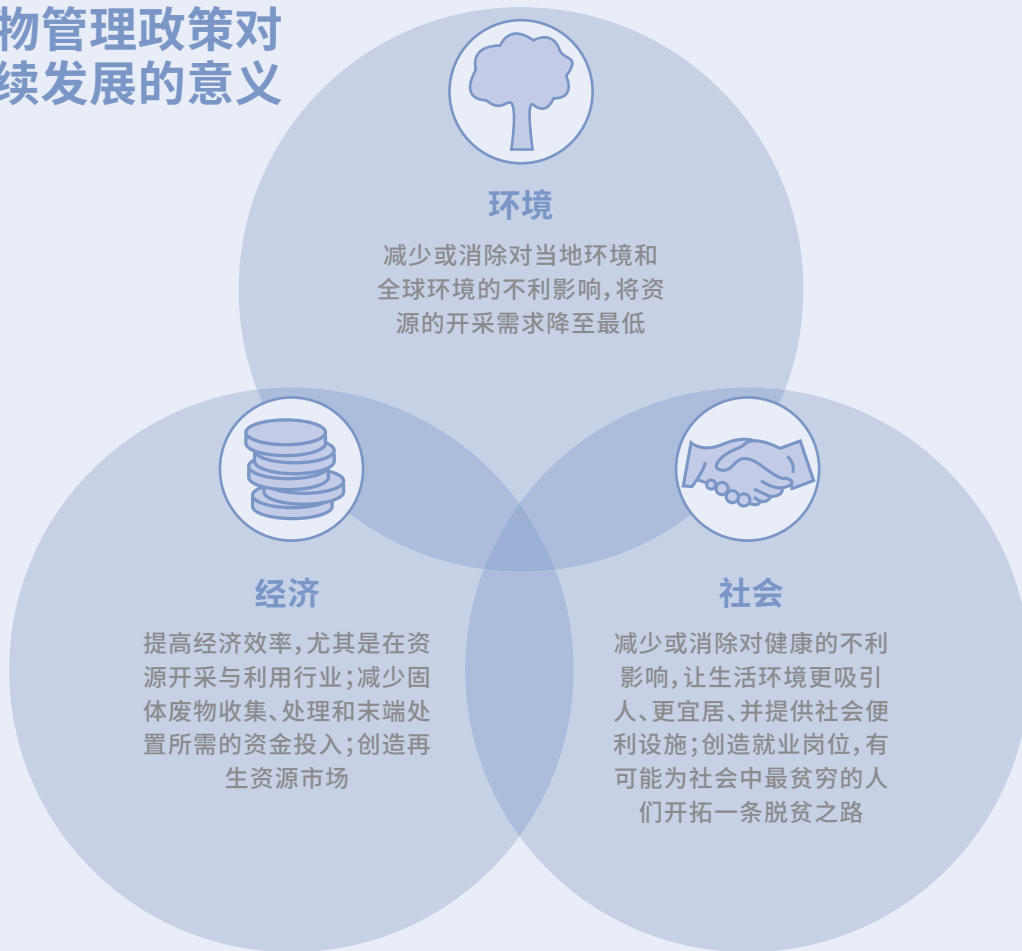 物管理政策对
续发展的意义
环境
减少或消除对当地环境和
全球环境的不利影响，将资
源的开采需求降至最低
经济
提高经济效率，尤其是在资
源开采与利用行业；减少固
体废物收集、处理和末端处
置所需的资金投入；创造再
生资源市场
社会
减少或消除对健康的不利
影响，让生活环境更吸引
人、更宜居、并提供社会便
利设施；创造就业岗位，有
可能为社会中最贫穷的人
们开拓一条脱贫之路